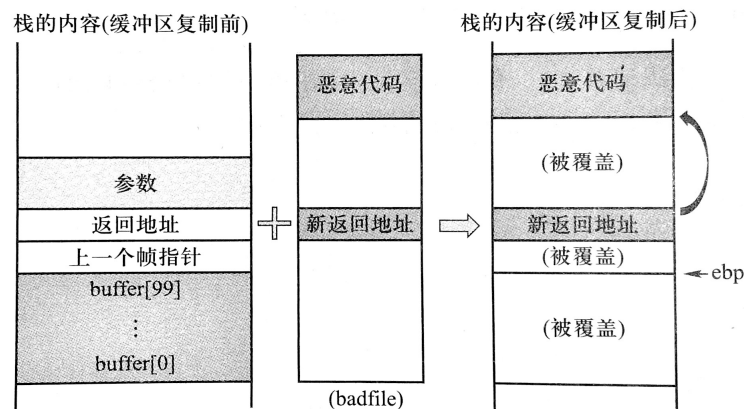 栈的内容(缓冲区复制前)
参数
返回地址
上一个帧指针
buffer[99]
⋮
buffer[0]
恶意代码
新返回地址
(badfile)
栈的内容(缓冲区复制后)
恶意代码
(被覆盖)
新返回地址
(被覆盖)
ebp
(被覆盖)